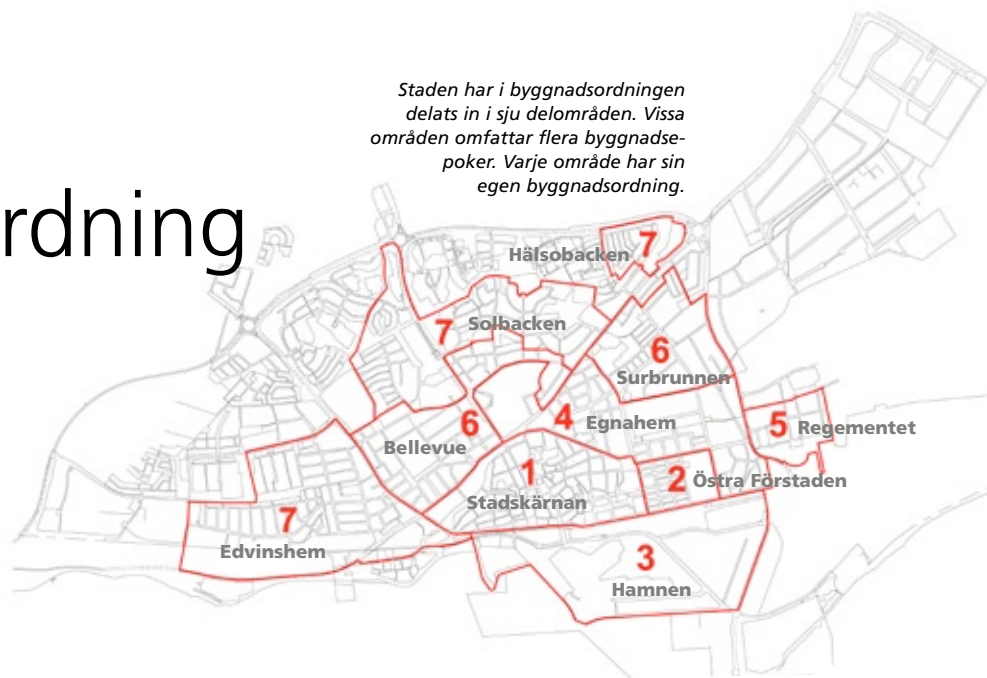 Staden har i byggnadsordningen
delats in i sju delområden. Vissa
områden omfattar flera byggnadse-
poker. Varje område har sin
egen byggnadsordning.
rdning
Hälsobacken
7
7
Solbacken
6
Surbrunnen
6
4
Egnahem
5
Regementet
Bellevue
1
Stadskärnan
2
Östra Förstaden
7
Edvinshem
3
Hamnen